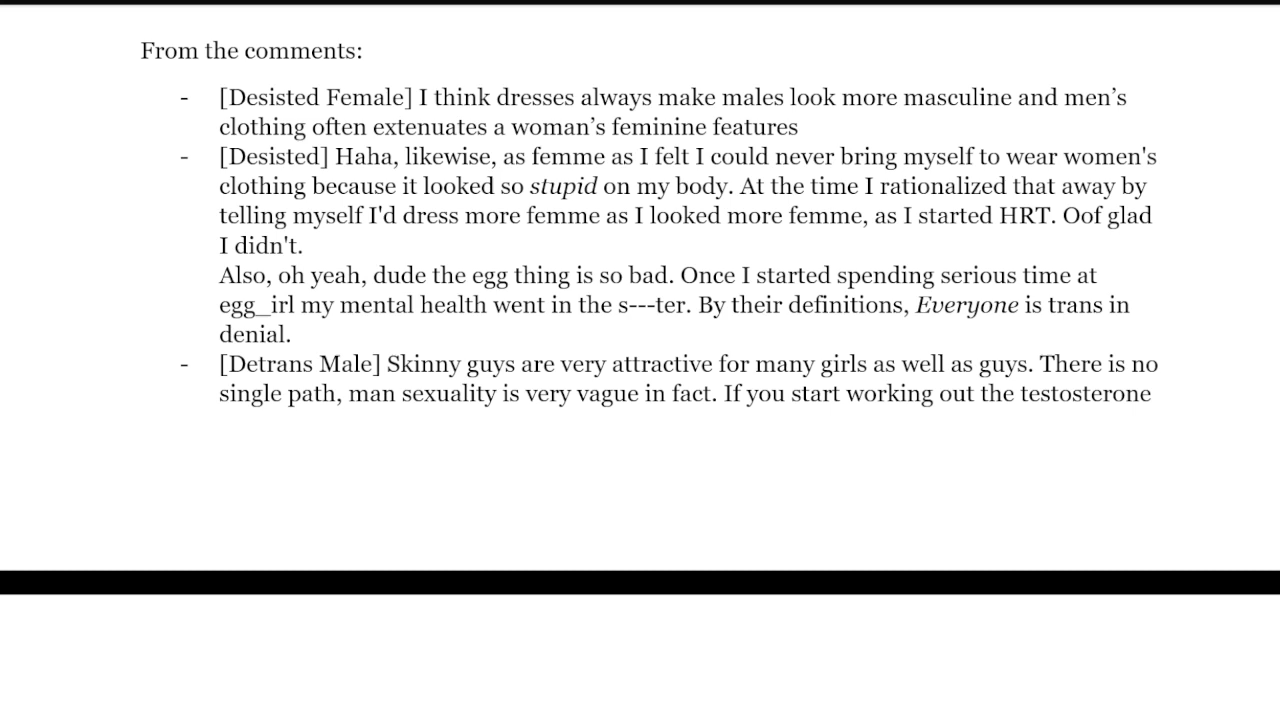 From the comments:
- [Desisted Female] I think dresses always make males look more masculine and men’s
clothing often extenuates a woman’s feminine features
- [Desisted] Haha, likewise, as femme as I felt I could never bring myself to wear women's
clothing because it looked so stupid on my body. At the time I rationalized that away by
telling myself I'd dress more femme as I looked more femme, as I started HRT. Oof glad
I didn't.
Also, oh yeah, dude the egg thing is so bad. Once I started spending serious time at
egg_irl my mental health went in the s---ter. By their definitions, Everyone is trans in
denial.
- [Detrans Male] Skinny guys are very attractive for many girls as well as guys. There is no
single path, man sexuality is very vague in fact. If you start working out the testosterone